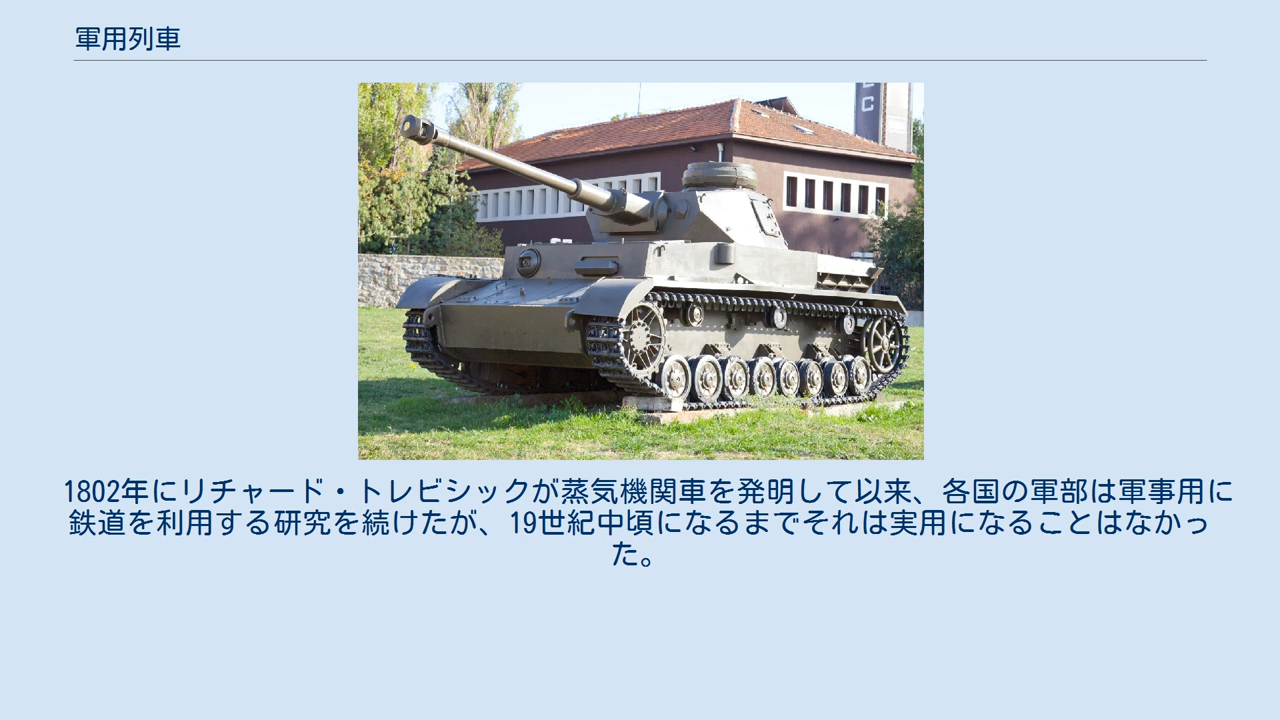 軍用列車
C
1802年にリチャード・トレビシックが蒸気機関車を発明して以来、各国の軍部は軍事用に
鉄道を利用する研究を続けたが、19世紀中頃になるまでそれは実用になることはなかっ
た。